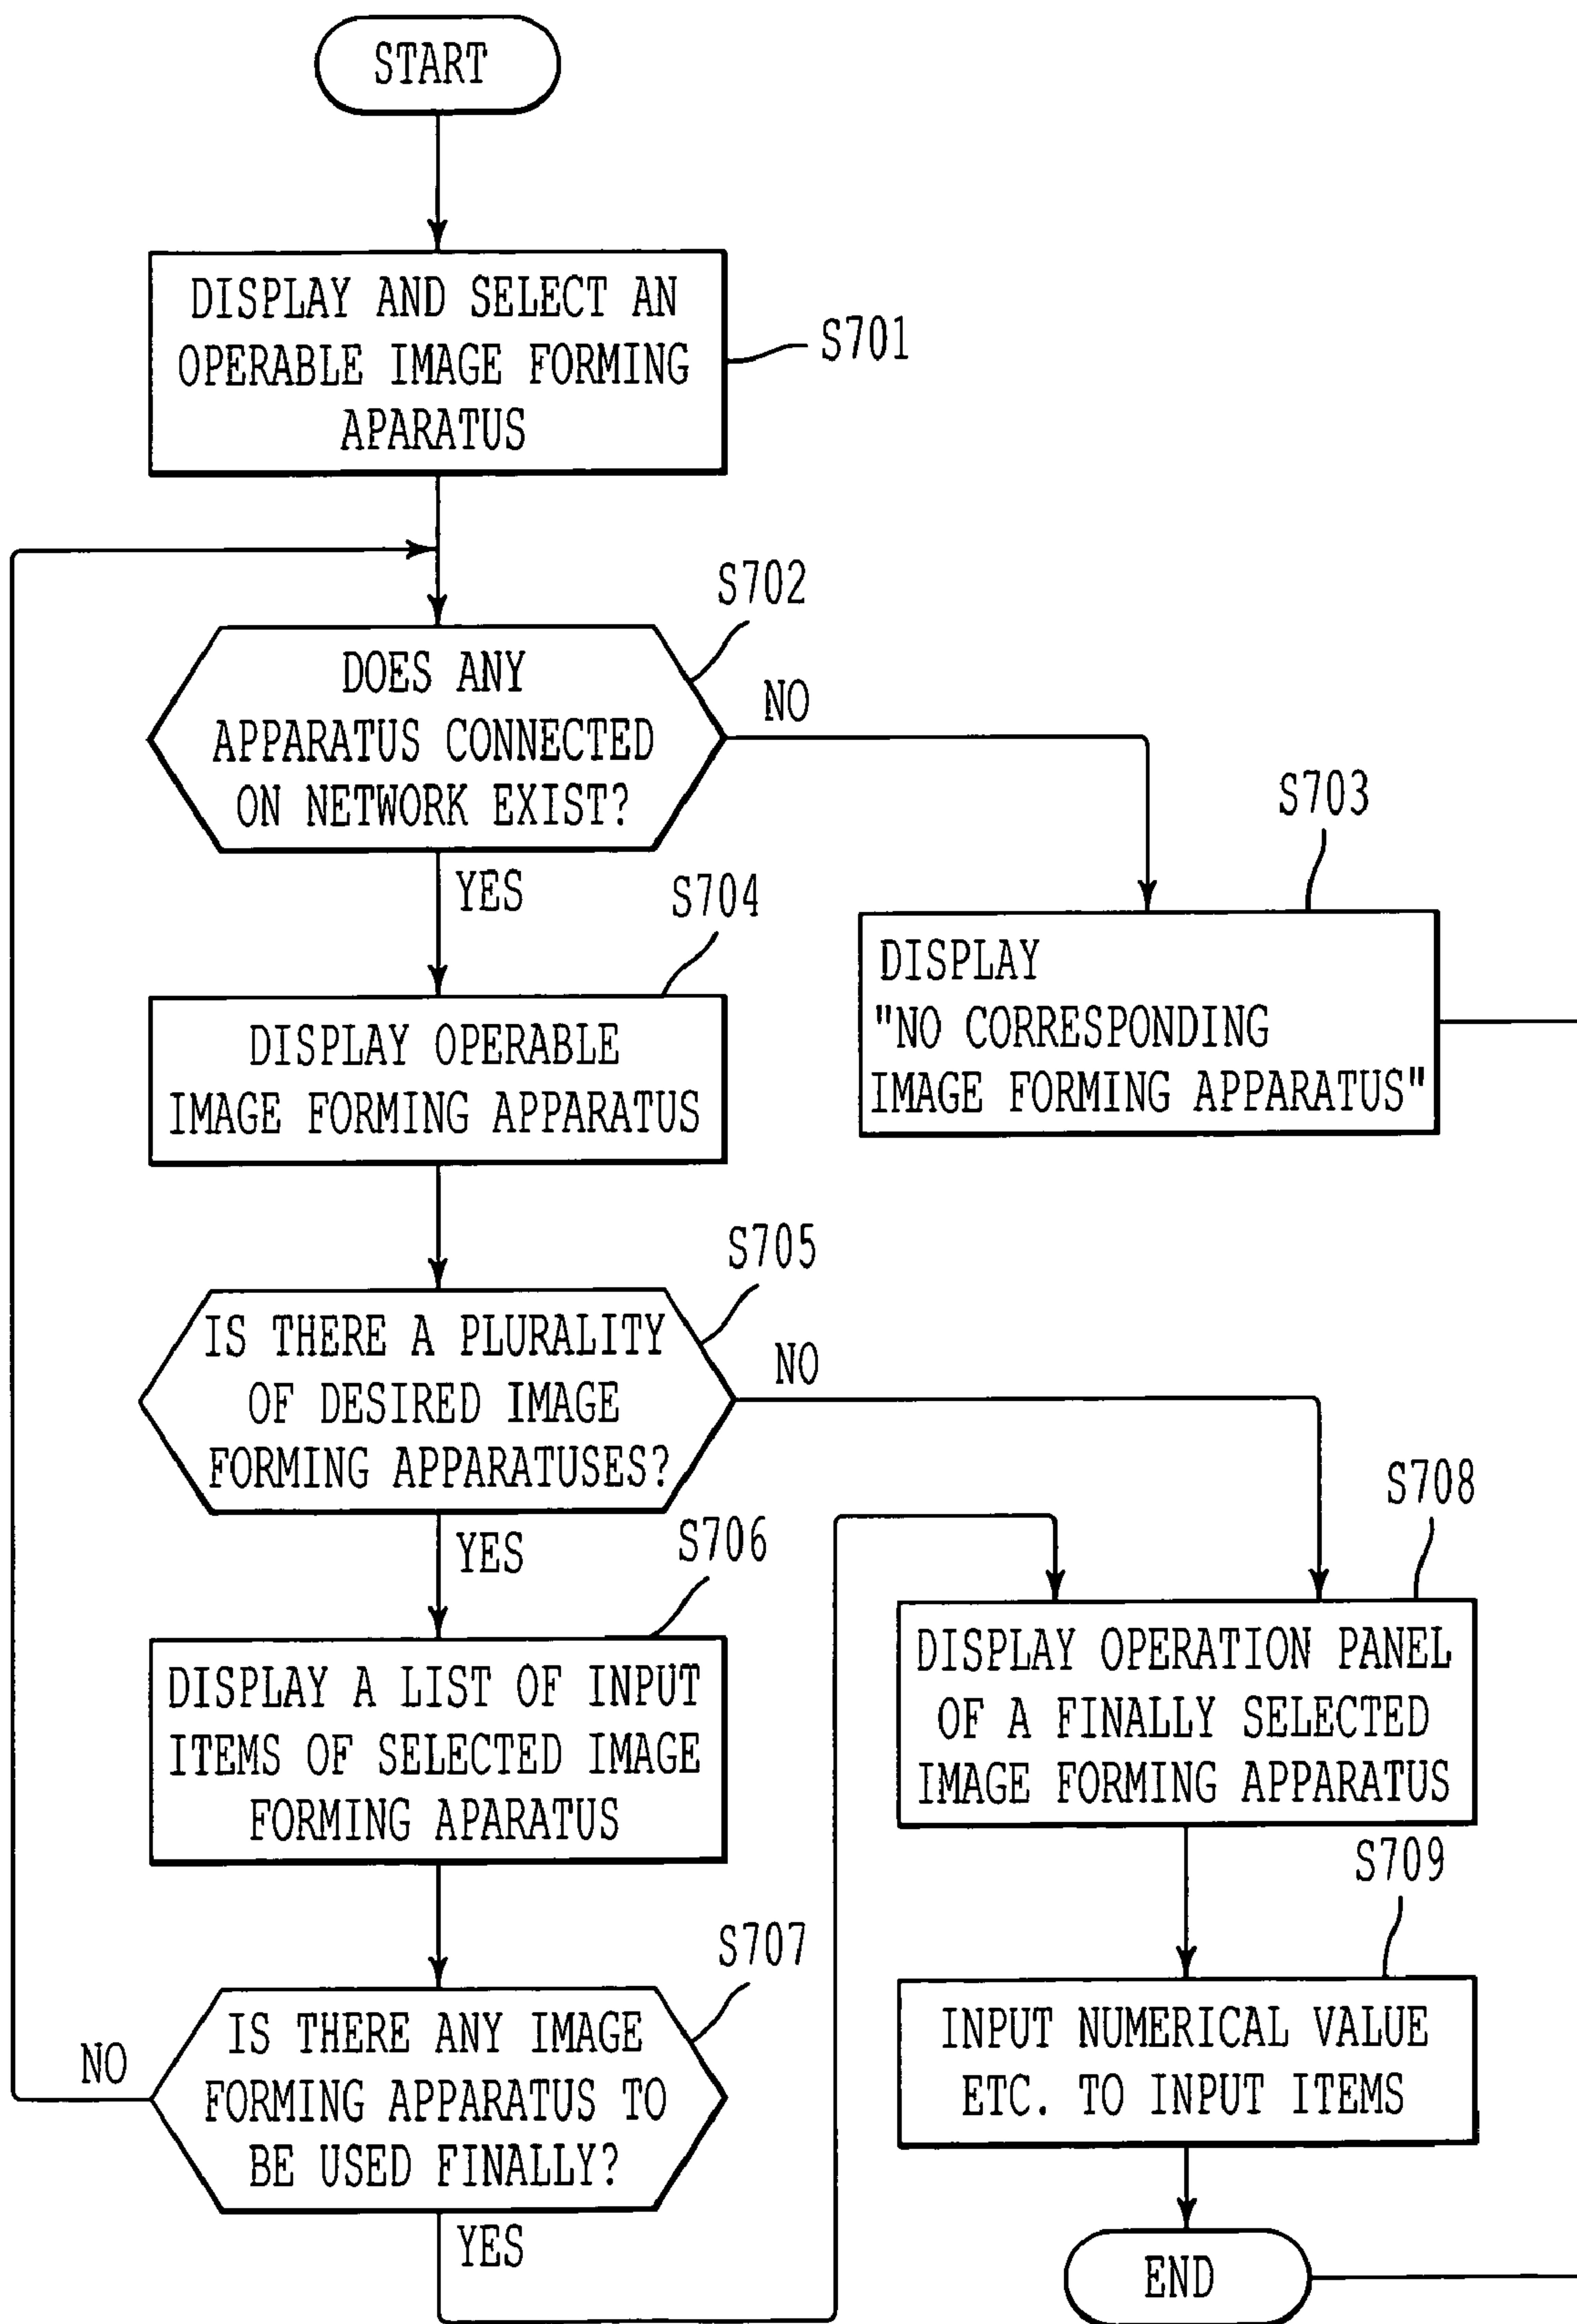 START
DISPLAY AND SELECT AN
OPERABLE IMAGE FORMING
APARATUS
S701
S702
DOES ANY
APPARATUS CONNECTED
ON NETWORK EXIST?
NO
YES
S703
DISPLAY
"NO CORRESPONDING
IMAGE FORMING APPARATUS"
S704
DISPLAY OPERABLE
IMAGE FORMING APPARATUS
S705
IS THERE A PLURALITY
OF DESIRED IMAGE
FORMING APPARATUSES?
NO
YES
S706
DISPLAY A LIST OF INPUT
ITEMS OF SELECTED IMAGE
FORMING APARATUS
S707
IS THERE ANY IMAGE
FORMING APPARATUS TO
BE USED FINALLY?
NO
YES
S708
DISPLAY OPERATION PANEL
OF A FINALLY SELECTED
IMAGE FORMING APPARATUS
S709
INPUT NUMERICAL VALUE
ETC. TO INPUT ITEMS
END